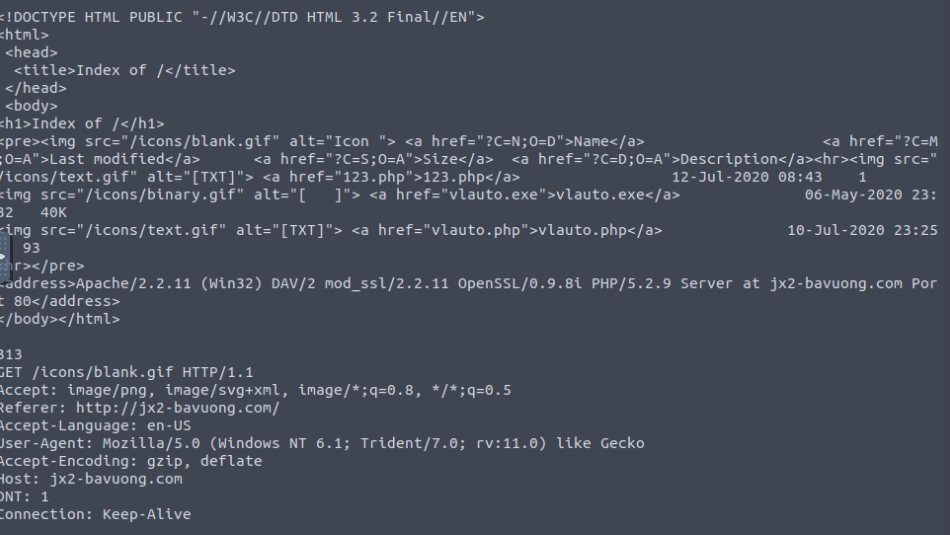 <!DOCTYPE HTML PUBLIC "-//W3C//DTD HTML 3.2 Final//EN">
<html>
 <head>
  <title>Index of /</title>
 </head>
 <body>
<h1>Index of /</h1>
<pre><img src="/icons/blank.gif" alt="Icon "> <a href="?C=N;O=D">Name</a>                    <a href="?C=M
;O=A">Last modified</a>      <a href="?C=S;O=A">Size</a>  <a href="?C=D;O=A">Description</a><hr><img src="
/icons/text.gif" alt="[TXT]"> <a href="123.php">123.php</a>                 12-Jul-2020 08:43    1
<img src="/icons/binary.gif" alt="[   ]"> <a href="vlauto.exe">vlauto.exe</a>              06-May-2020 23:
32   40K
<img src="/icons/text.gif" alt="[TXT]"> <a href="vlauto.php">vlauto.php</a>              10-Jul-2020 23:25
93
hr></pre>
<address>Apache/2.2.11 (Win32) DAV/2 mod_ssl/2.2.11 OpenSSL/0.9.8i PHP/5.2.9 Server at jx2-bavuong.com Por
t 80</address>
</body></html>
313
GET /icons/blank.gif HTTP/1.1
Accept: image/png, image/svg+xml, image/*;q=0.8, */*;q=0.5
Referer: http://jx2-bavuong.com/
Accept-Language: en-US
User-Agent: Mozilla/5.0 (Windows NT 6.1; Trident/7.0; rv:11.0) like Gecko
Accept-Encoding: gzip, deflate
Host: jx2-bavuong.com
DNT: 1
Connection: Keep-Alive